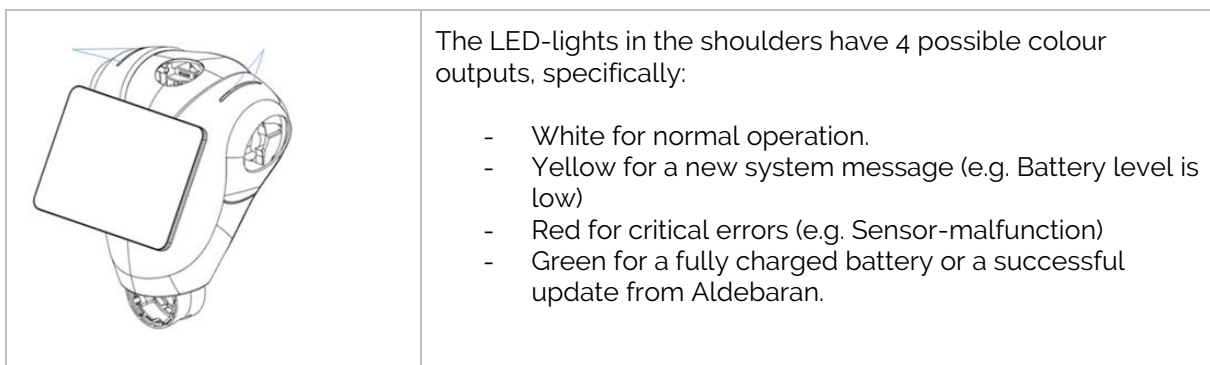 The LED-lights in the shoulders have 4 possible colour
outputs, specifically:
- White for normal operation.
- Yellow for a new system message (e.g. Battery level is
low)
- Red for critical errors (e.g. Sensor-malfunction)
- Green for a fully charged battery or a successful
update from Aldebaran.